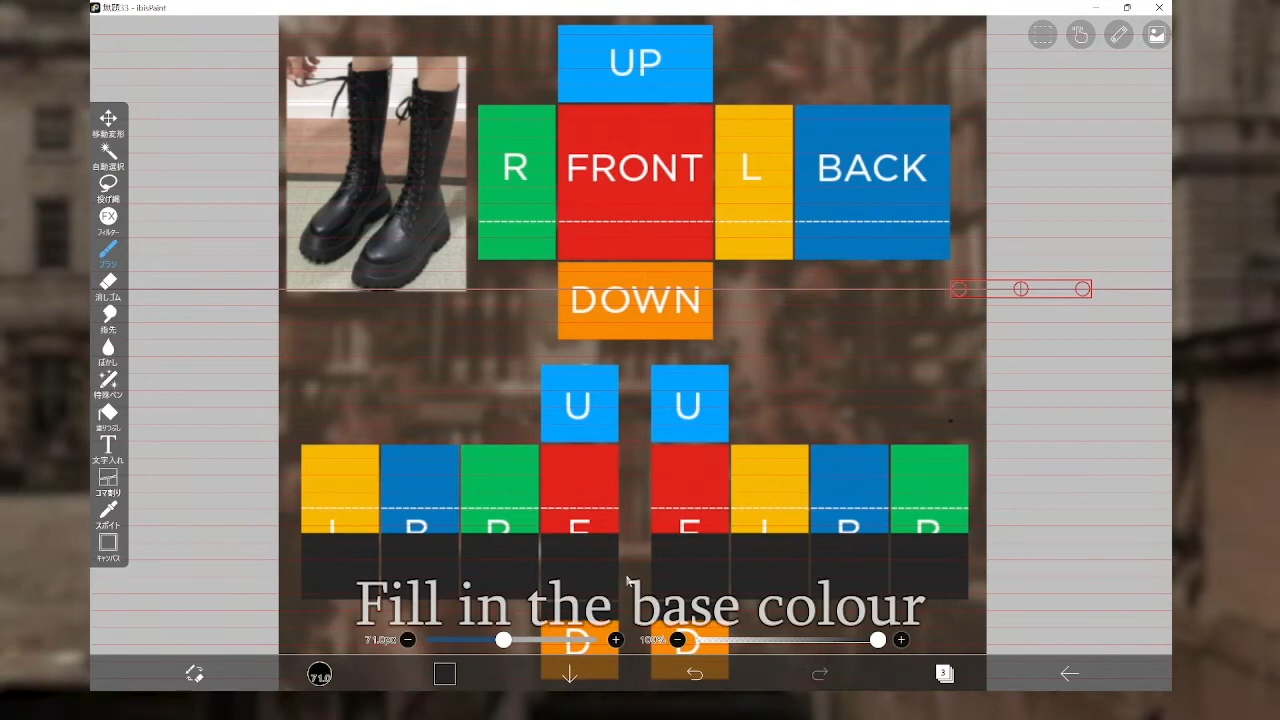 無題33 - ibisPaint
UP
R
FRONT
L
BACK
DOWN
U
U
D
D
移動変形
自動選択
投げ縄
FX
フィルター
ブラシ
消しゴム
指先
ぼかし
特殊ペン
塗りつぶし
T
文字入れ
コマ割り
スポイト
キャンバス
Fill in the base colour
71.0px
100%
71.0
3